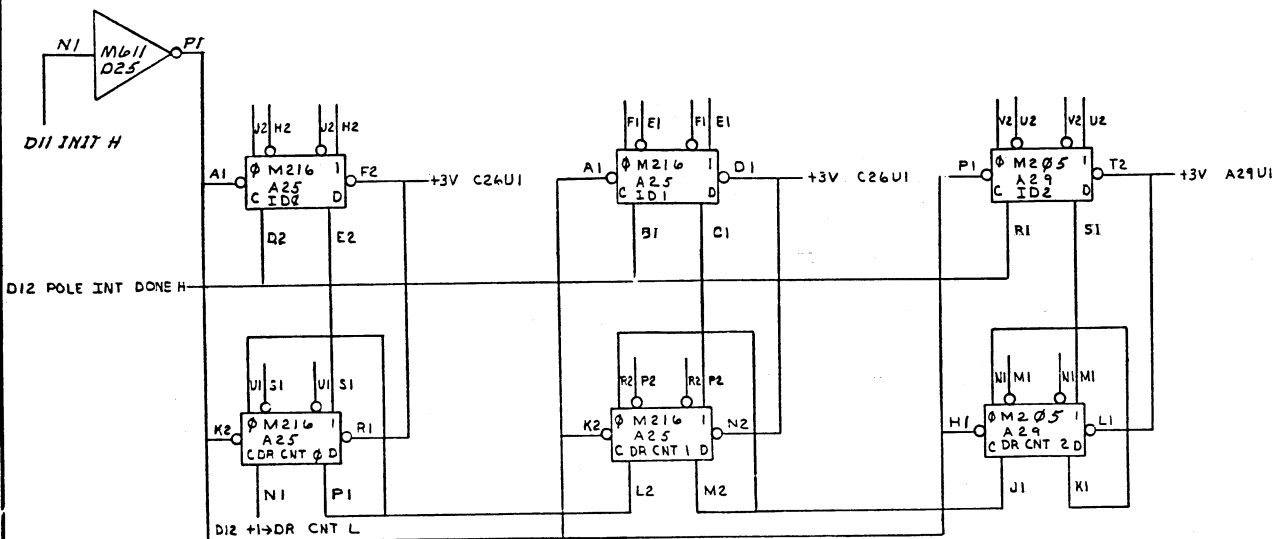 N1
M611
D25
P1
D11 INIT H
J2 H2 J2 H2
F1 E1 F1 E1
V2 U2 V2 U2
A1
Ø M216 1
A25
C ID0 D
F2
+3V C26U1
A1
Ø M216 1
A25
C ID1 D
D1
+3V C26U1
P1
Ø M2Ø5 1
A29
C ID2 D
T2
+3V A29U1
D2 E2
B1 C1
R1 S1
D12 POLE INT DONE H
U1 S1 U1 S1
R2 P2 R2 P2
N1 M1 N1 M1
K2
Ø M216 1
A25
C DR CNT Ø D
R1
K2
Ø M216 1
A25
C DR CNT 1 D
N2
H1
Ø M2Ø5 1
A29
C DR CNT 2 D
L1
N1 P1
L2 M2
J1 K1
D12 +1→DR CNT L